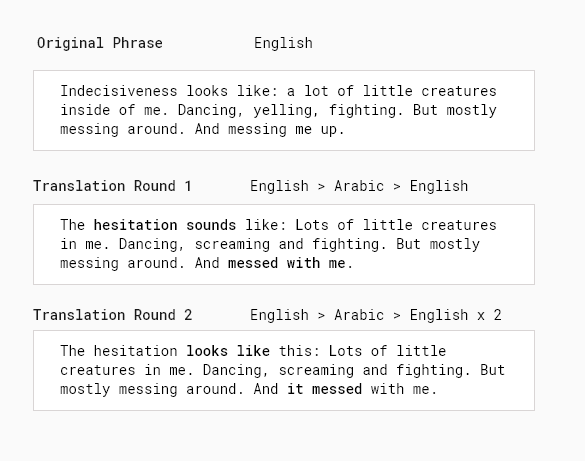 Original Phrase English
Indecisiveness looks like: a lot of little creatures
inside of me. Dancing, yelling, fighting. But mostly
messing around. And messing me up.
Translation Round 1 English > Arabic > English
The hesitation sounds like: Lots of little creatures
in me. Dancing, screaming and fighting. But mostly
messing around. And messed with me.
Translation Round 2 English > Arabic > English x 2
The hesitation looks like this: Lots of little
creatures in me. Dancing, screaming and fighting. But
mostly messing around. And it messed with me.